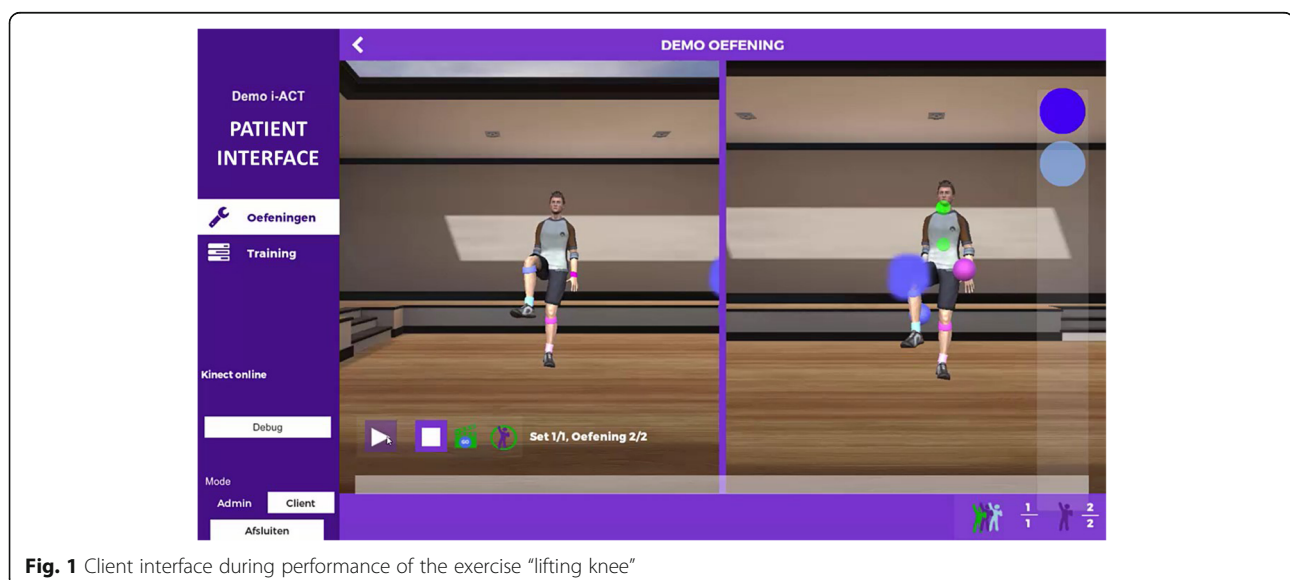 DEMO OEFENING
Demo i-ACT
PATIENT
INTERFACE
Oefeningen
Training
Kinect online
Debug
Mode
Admin Client
Afsluiten
Set 1/1, Oefening 2/2
1
1
2
2
Fig. 1 Client interface during performance of the exercise “lifting knee”